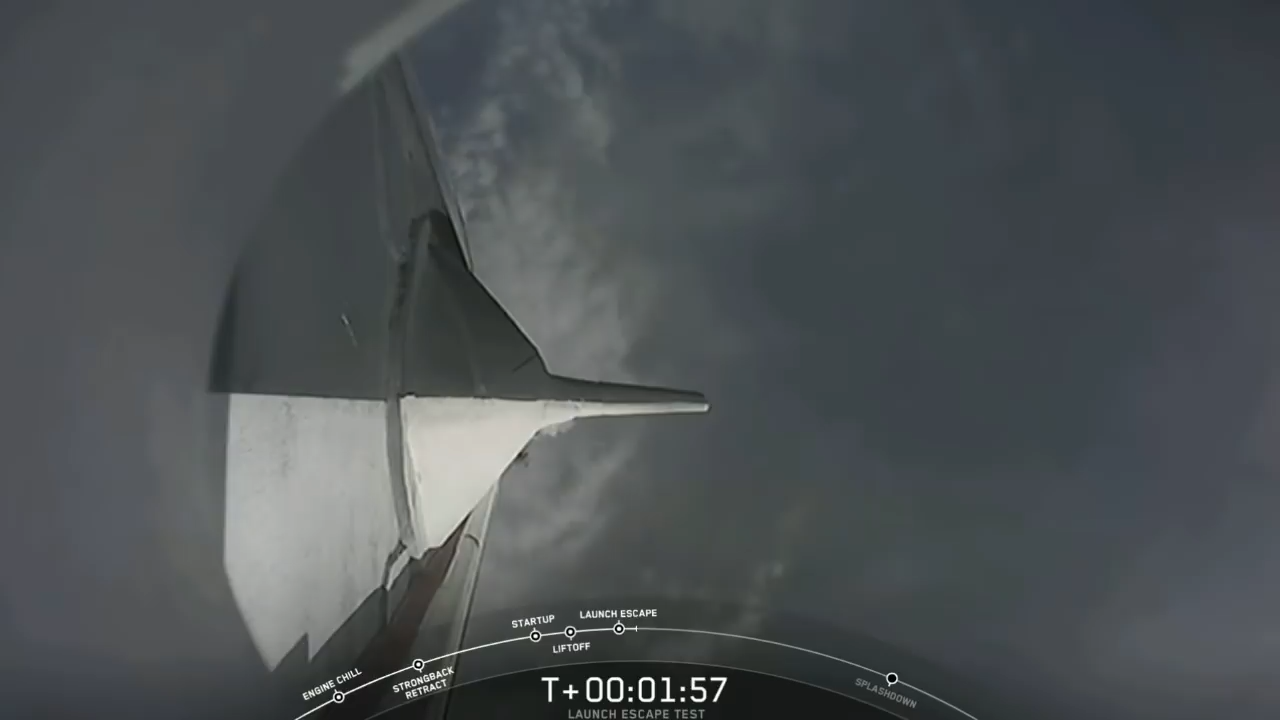 ENGINE CHILL
STRONGBACK
RETRACT
STARTUP
LIFTOFF
LAUNCH ESCAPE
SPLASHDOWN
T+00:01:57
LAUNCH ESCAPE TEST